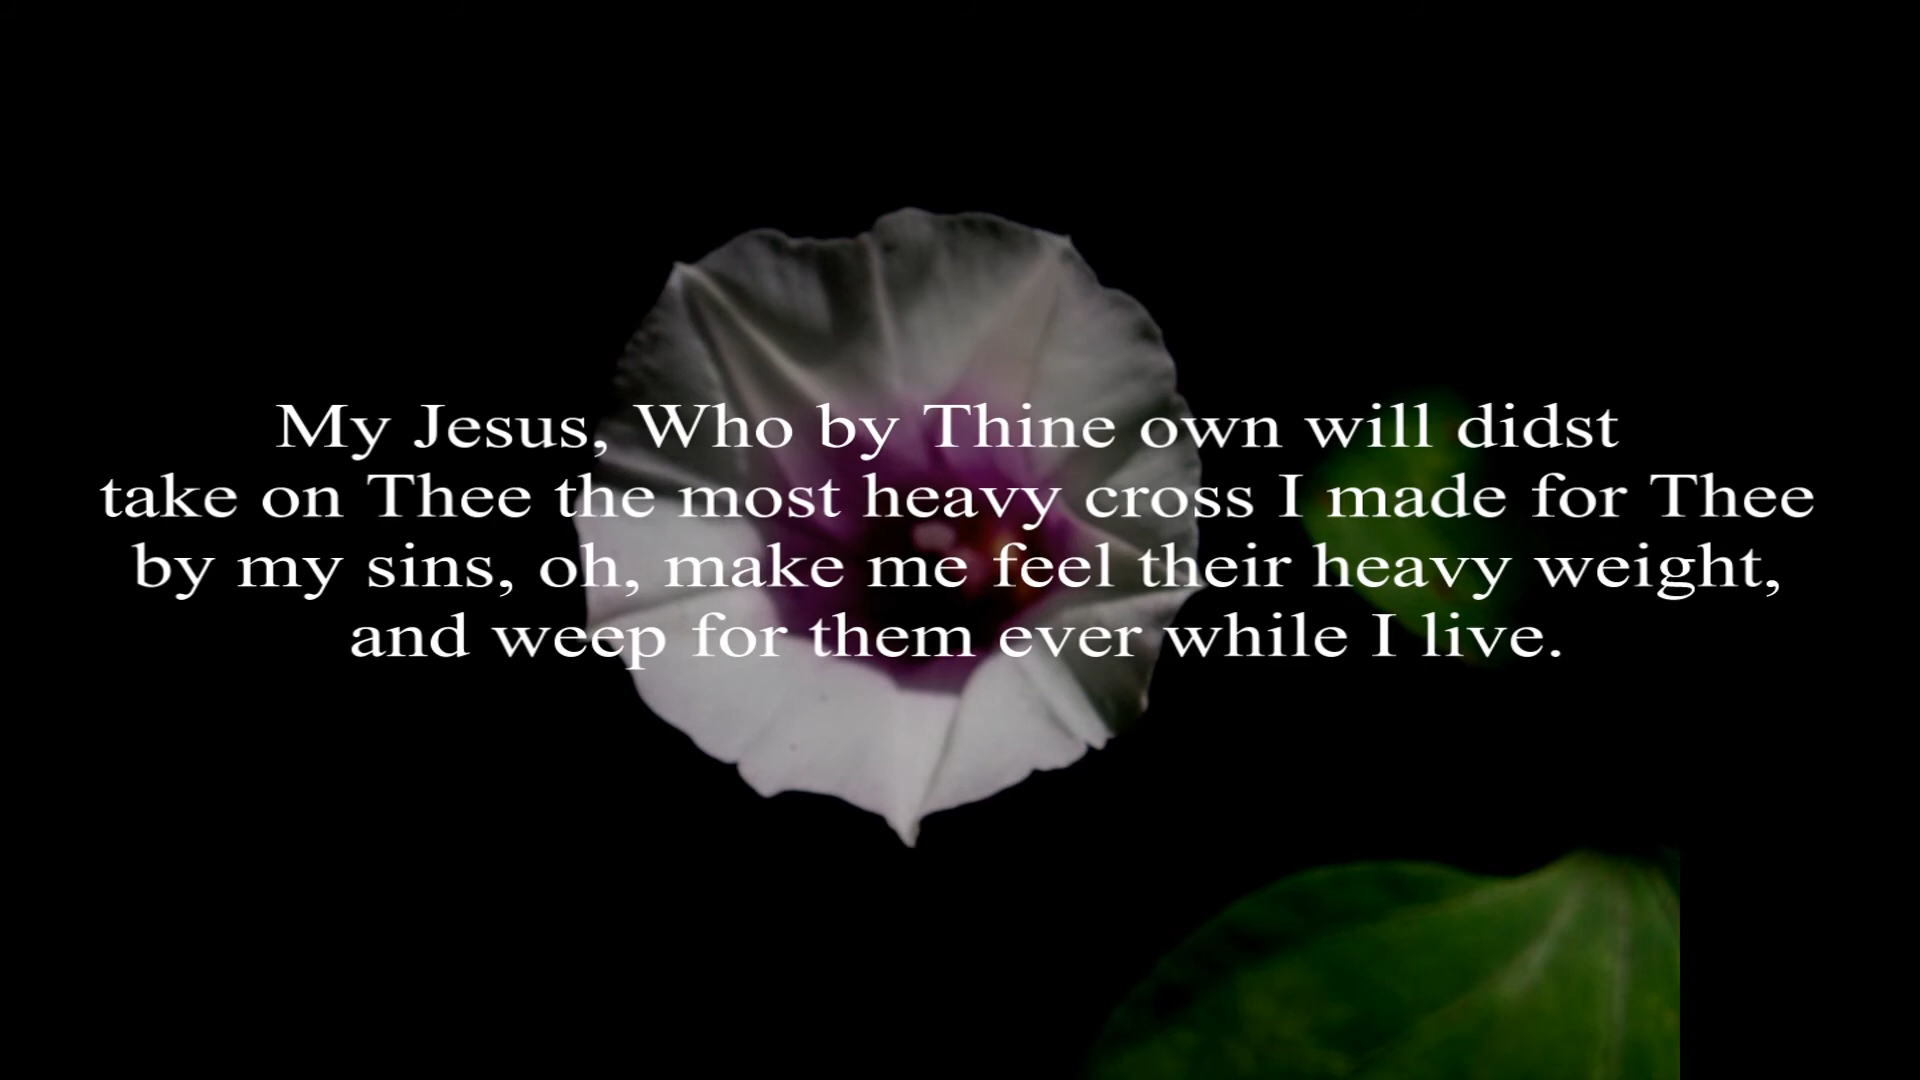 My Jesus, Who by Thine own will didst
take on Thee the most heavy cross I made for Thee
by my sins, oh, make me feel their heavy weight,
and weep for them ever while I live.